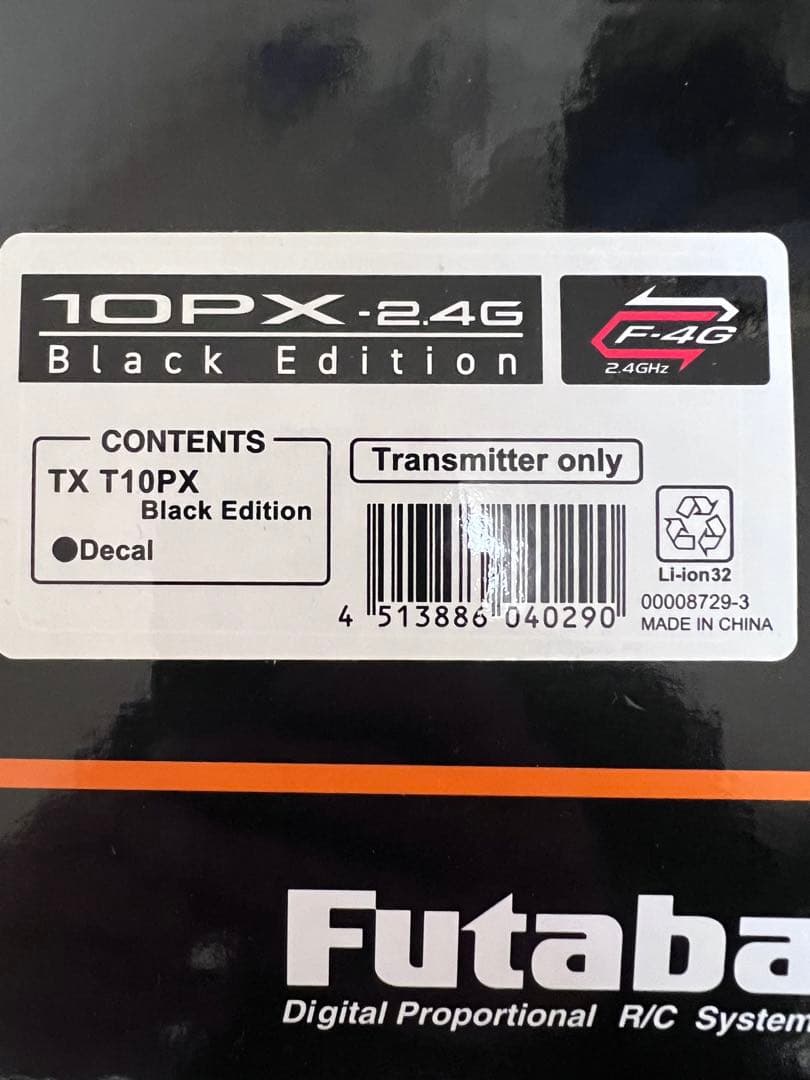 10PX-2.4G
Black Edition
F-4G
2.4GHz
CONTENTS
TX T10PX
Black Edition
●Decal
Transmitter only
4 513886 040290
Li-ion32
00008729-3
MADE IN CHINA
Futaba
Digital Proportional R/C System